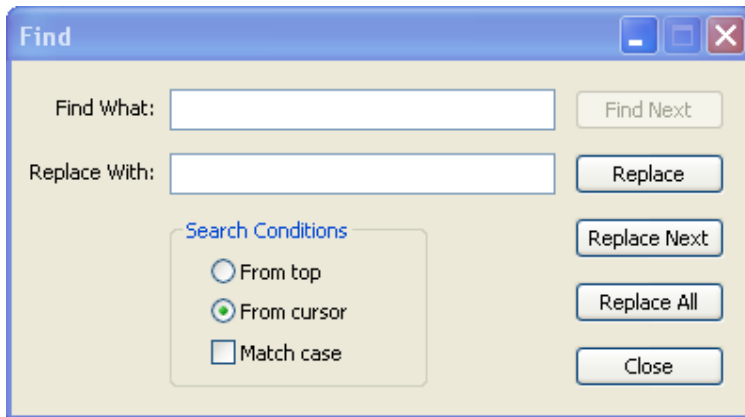 Find
Find What:
Find Next
Replace With:
Replace
Search Conditions
Replace Next
From top
From cursor
Replace All
Match case
Close